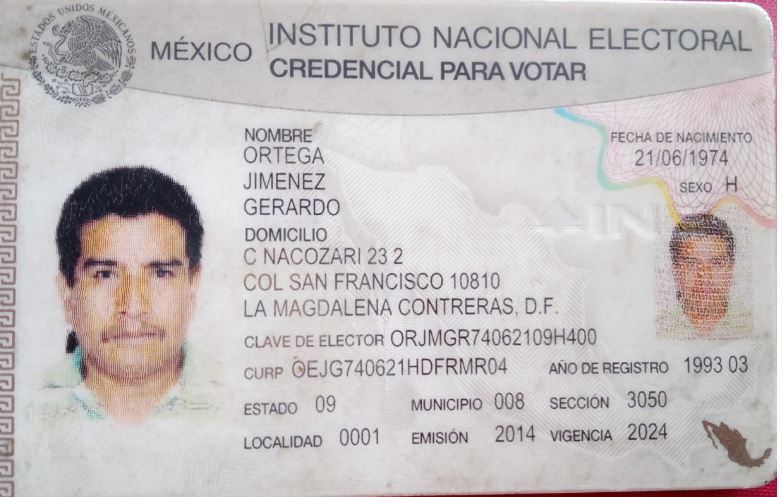 ESTADOS UNIDOS MEXICANOS
MÉXICO INSTITUTO NACIONAL ELECTORAL
CREDENCIAL PARA VOTAR
NOMBRE
ORTEGA
JIMENEZ
GERARDO
FECHA DE NACIMIENTO
21/06/1974
SEXO H
DOMICILIO
C NACOZARI 23 2
COL SAN FRANCISCO 10810
LA MAGDALENA CONTRERAS, D.F.
CLAVE DE ELECTOR ORJMGR74062109H400
CURP OEJG740621HDFRMR04 AÑO DE REGISTRO 1993 03
ESTADO 09 MUNICIPIO 008 SECCIÓN 3050
LOCALIDAD 0001 EMISIÓN 2014 VIGENCIA 2024